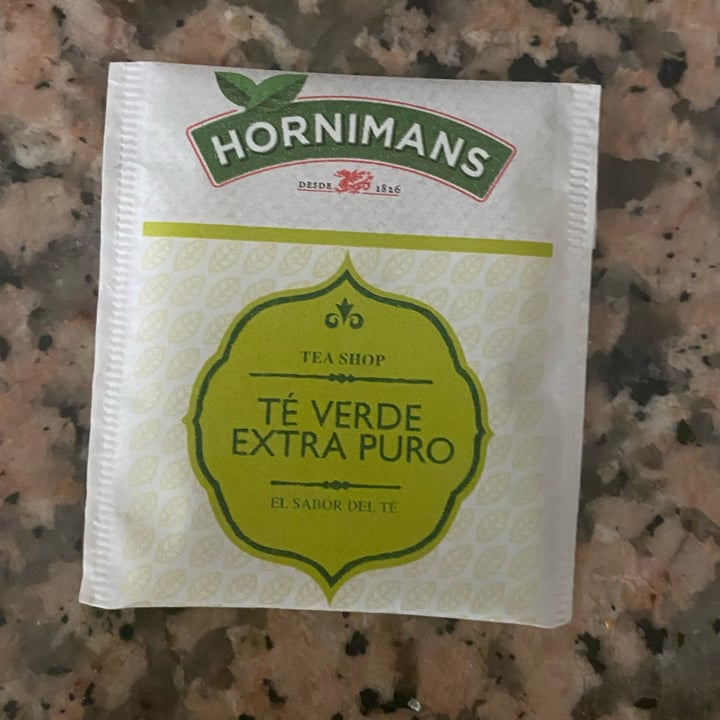 HORNIMANS
DESDE 1826
TEA SHOP
TÉ VERDE
EXTRA PURO
EL SABOR DEL TÉ